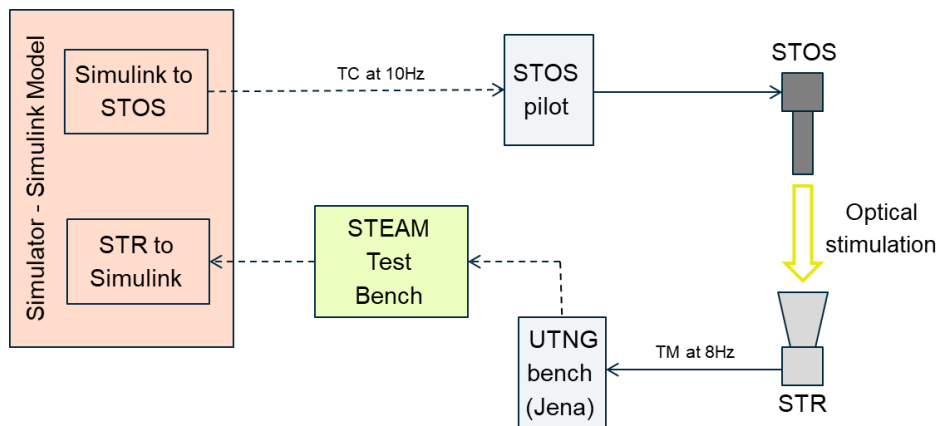 Simulator - Simulink Model
Simulink to
STOS
TC at 10Hz
STOS
pilot
STOS
Optical
stimulation
STR to
Simulink
STEAM
Test
Bench
UTNG
bench
(Jena)
TM at 8Hz
STR